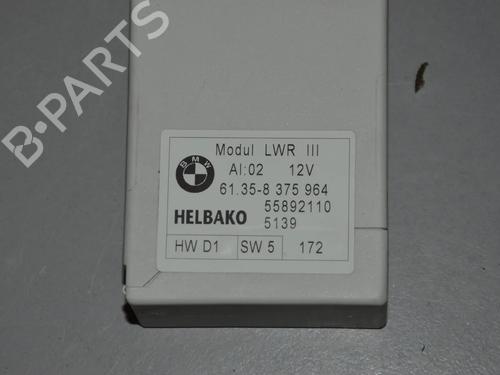 B-PARTS
BMW
Modul LWR III
AI:02 12V
61.35-8 375 964
55892110
HELBAKO 5139
HW D1 SW 5 172